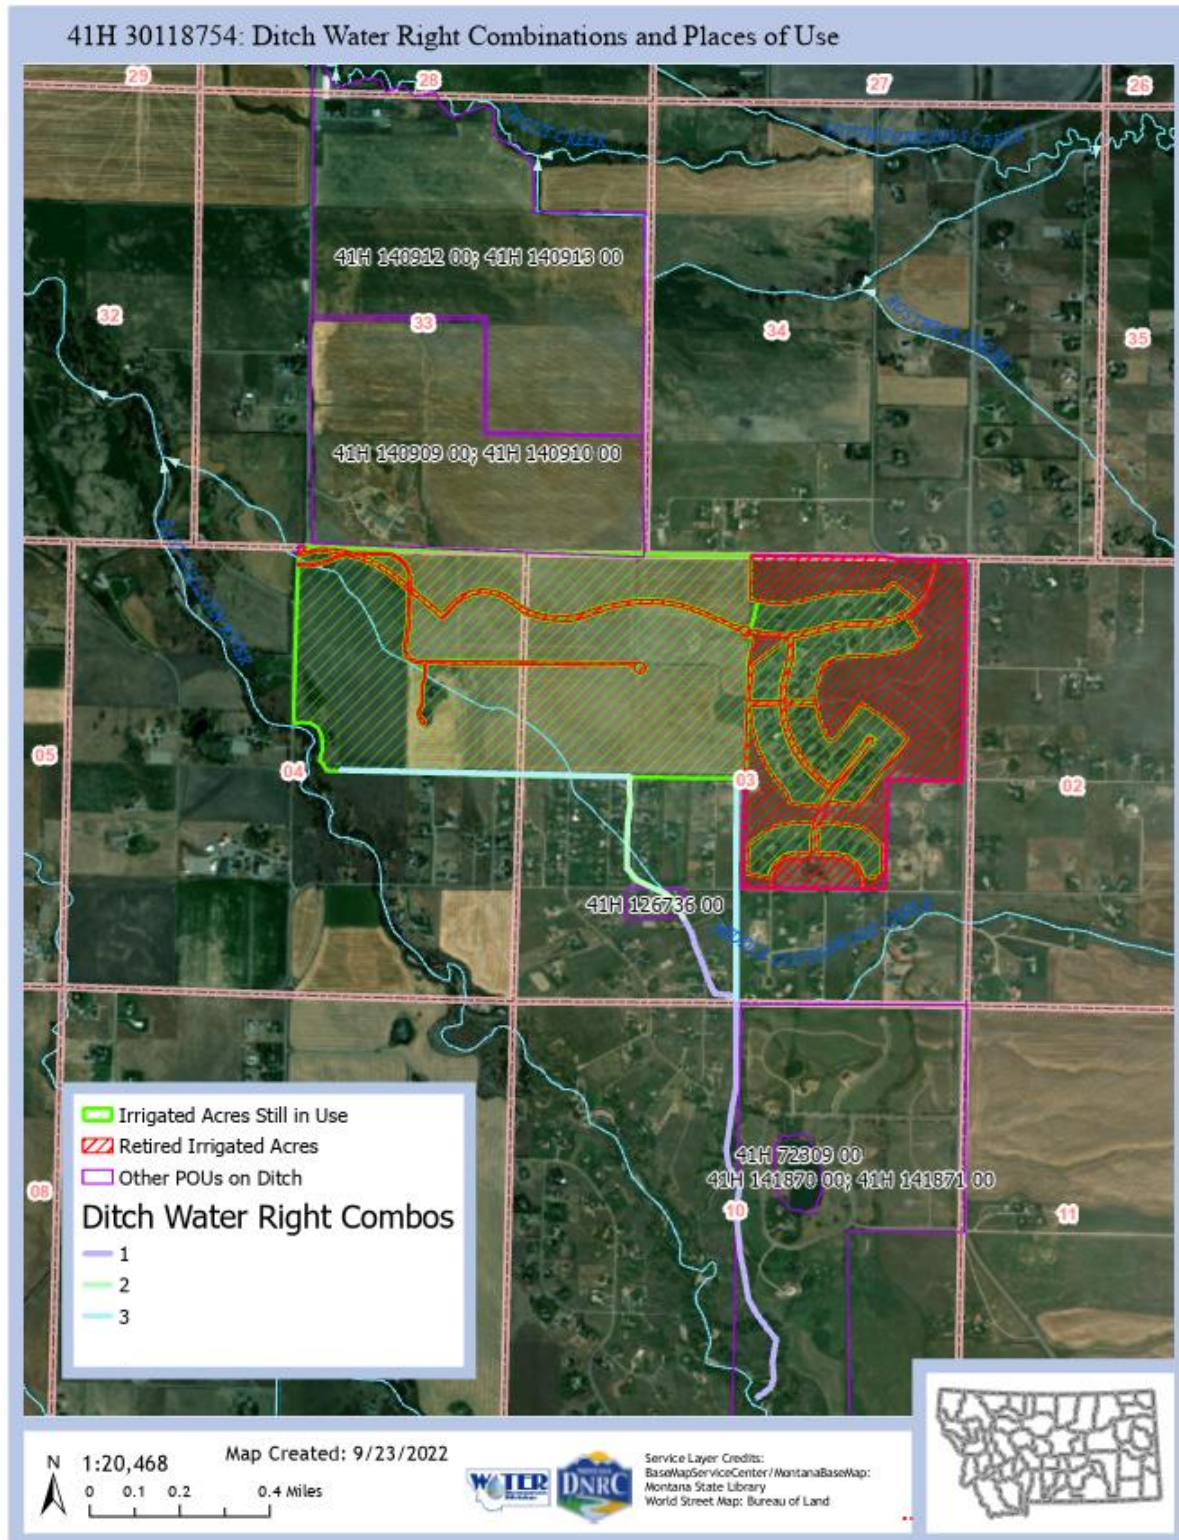 41H 30118754: Ditch Water Right Combinations and Places of Use
29
28
27
26
41H 140912 00; 41H 140913 00
32
33
34
35
41H 140909 00; 41H 140910 00
05
04
03
02
41H 126736 00
41H 72309 00
41H 141870 00; 41H 141871 00
08
10
11
Irrigated Acres Still in Use
Retired Irrigated Acres
Other POUs on Ditch
Ditch Water Right Combos
1
2
3
N
1:20,468
Map Created: 9/23/2022
0 0.1 0.2 0.4 Miles
WATER
MONTANA
DNRC
Service Layer Credits:
BaseMapServiceCenter/MontanaBaseMap:
Montana State Library
World Street Map: Bureau of Land